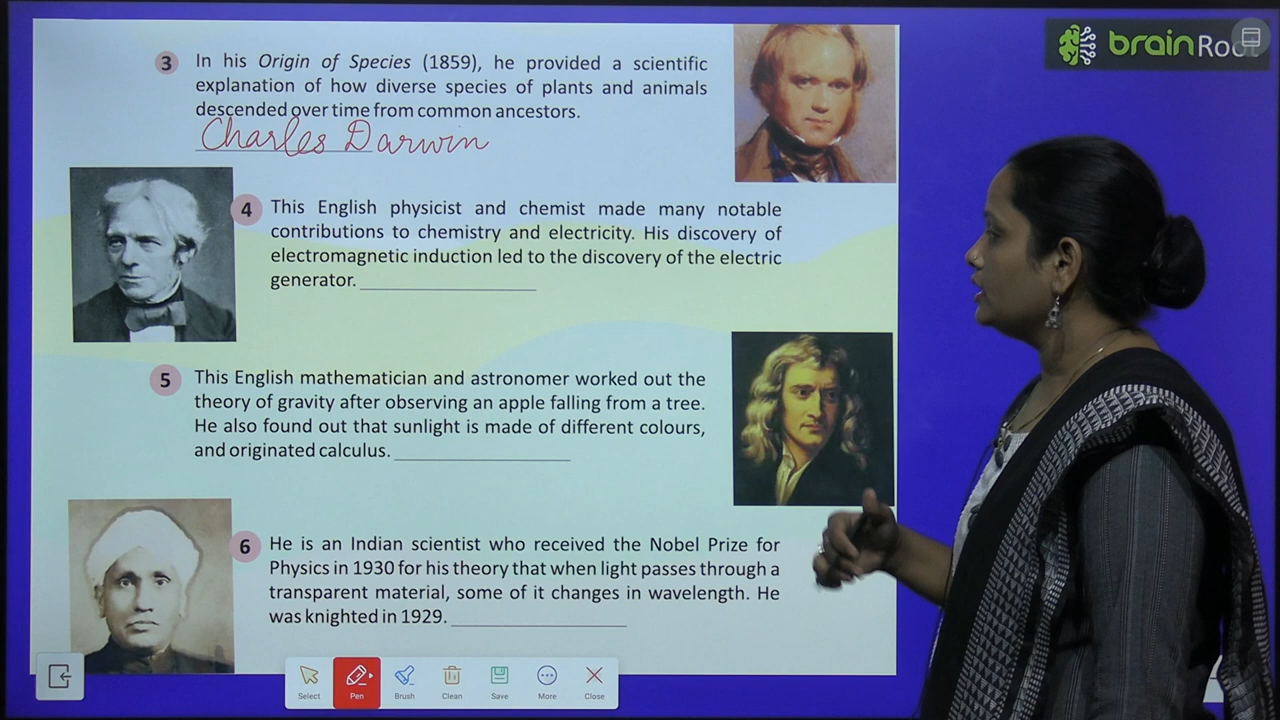 3 In his Origin of Species (1859), he provided a scientific
explanation of how diverse species of plants and animals
descended over time from common ancestors.
Charles Darwin
4 This English physicist and chemist made many notable
contributions to chemistry and electricity. His discovery of
electromagnetic induction led to the discovery of the electric
generator.
5 This English mathematician and astronomer worked out the
theory of gravity after observing an apple falling from a tree.
He also found out that sunlight is made of different colours,
and originated calculus.
6 He is an Indian scientist who received the Nobel Prize for
Physics in 1930 for his theory that when light passes through a
transparent material, some of it changes in wavelength. He
was knighted in 1929.
Select Pen Brush Clean Save More Close
brain